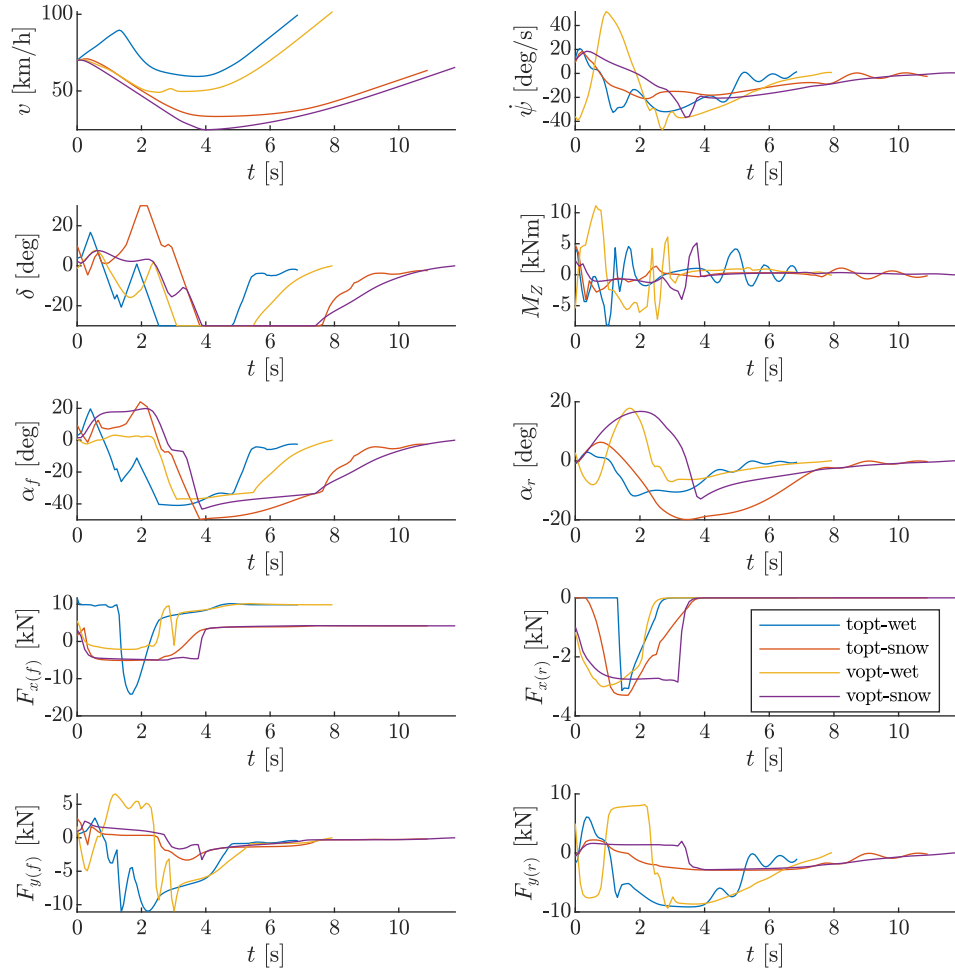 100
50
v [km/h]
0 2 4 6 8 10
t [s]
40
20
0
-20
-40
ψ̇ [deg/s]
0 2 4 6 8 10
t [s]
20
0
-20
δ [deg]
0 2 4 6 8 10
t [s]
10
5
0
-5
M_Z [kNm]
0 2 4 6 8 10
t [s]
20
0
-20
-40
α_f [deg]
0 2 4 6 8 10
t [s]
20
0
-20
α_r [deg]
0 2 4 6 8 10
t [s]
10
0
-10
-20
F_x(f) [kN]
0 2 4 6 8 10
t [s]
0
-2
-4
F_x(r) [kN]
topt-wet
topt-snow
vopt-wet
vopt-snow
0 2 4 6 8 10
t [s]
5
0
-5
-10
F_y(f) [kN]
0 2 4 6 8 10
t [s]
10
0
-10
F_y(r) [kN]
0 2 4 6 8 10
t [s]